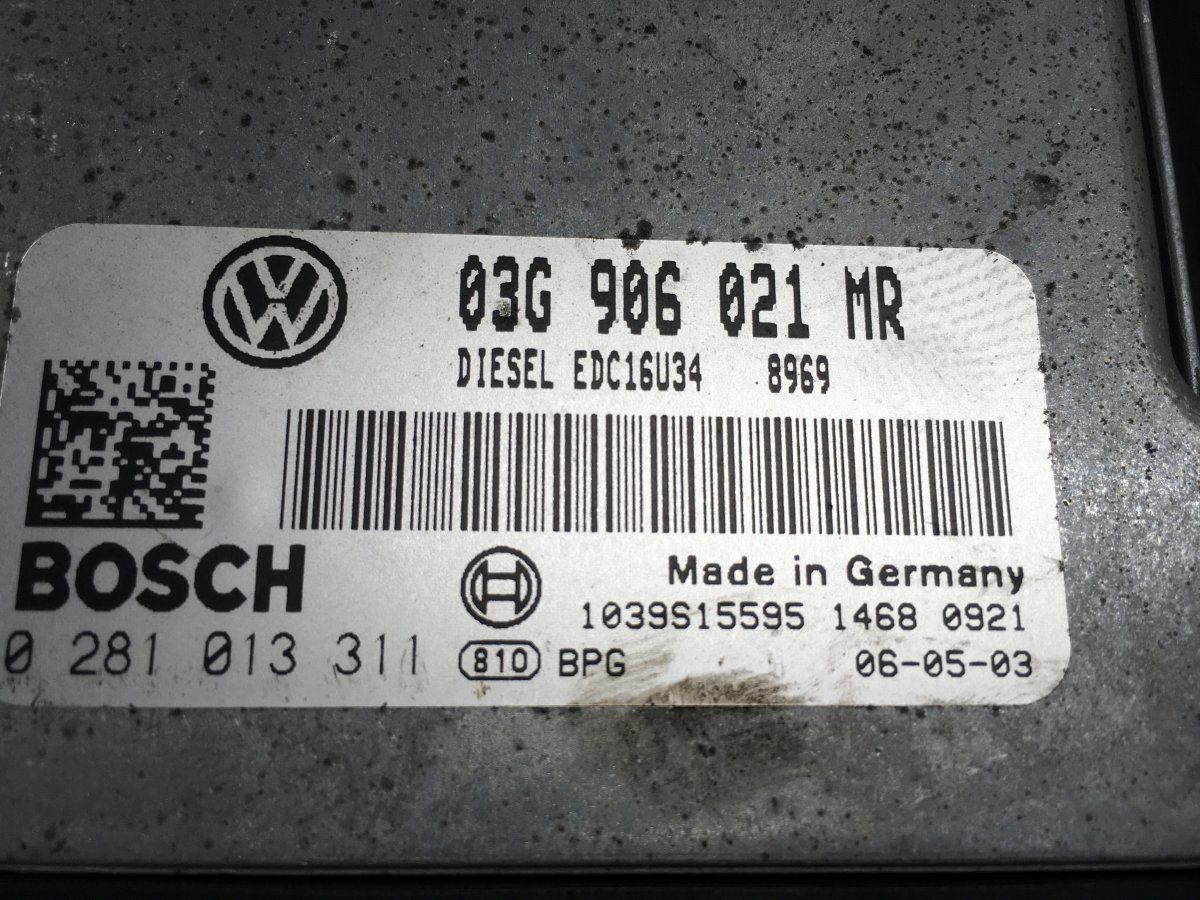 03G 906 021 MR
DIESEL EDC16U34 8969
BOSCH
Made in Germany
1039S15595 1468 0921
0 281 013 311
810 BPG 06-05-03